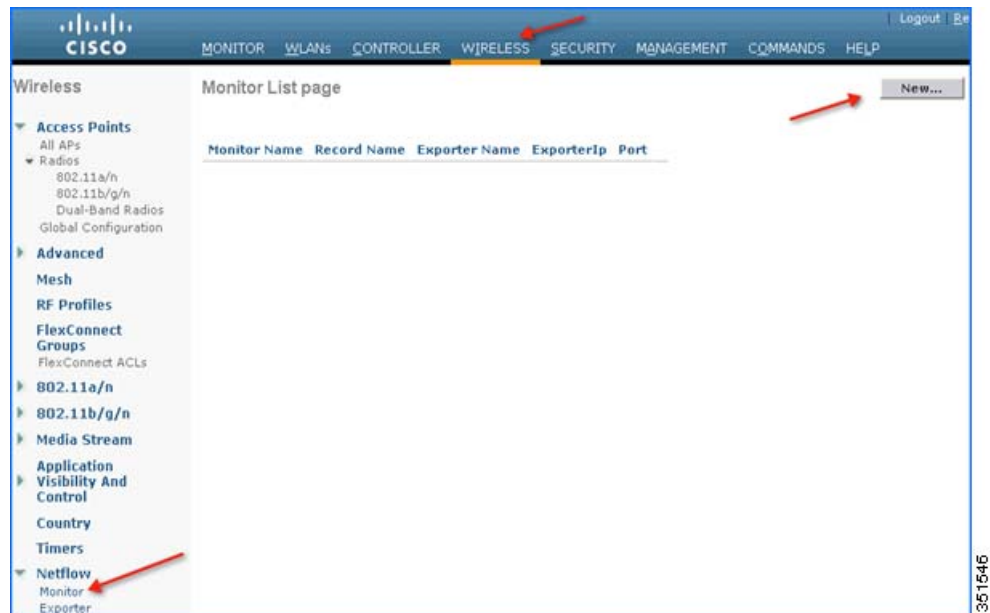 Logout Re
CISCO
MONITOR WLANs CONTROLLER WIRELESS SECURITY MANAGEMENT COMMANDS HELP
Wireless
Monitor List page
New...
Access Points
All APs
Radios
802.11a/n
802.11b/g/n
Dual-Band Radios
Global Configuration
Advanced
Mesh
RF Profiles
FlexConnect
Groups
FlexConnect ACLs
802.11a/n
802.11b/g/n
Media Stream
Application
Visibility And
Control
Country
Timers
Netflow
Monitor
Exporter
Monitor Name Record Name Exporter Name ExporterIp Port
351546